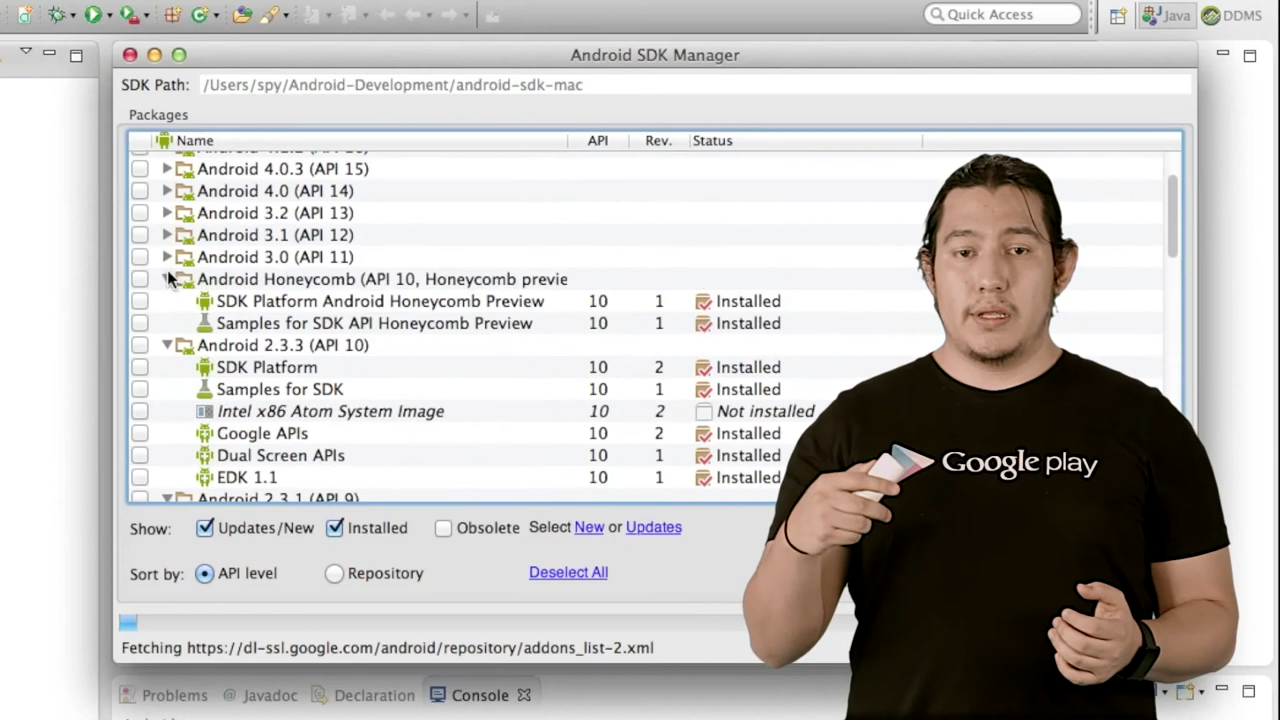 Quick Access
Java
DDMS
Android SDK Manager
SDK Path: /Users/spy/Android-Development/android-sdk-mac
Packages
Name API Rev. Status
Android 4.0.3 (API 15)
Android 4.0 (API 14)
Android 3.2 (API 13)
Android 3.1 (API 12)
Android 3.0 (API 11)
Android Honeycomb (API 10, Honeycomb previe
SDK Platform Android Honeycomb Preview 10 1 Installed
Samples for SDK API Honeycomb Preview 10 1 Installed
Android 2.3.3 (API 10)
SDK Platform 10 2 Installed
Samples for SDK 10 1 Installed
Intel x86 Atom System Image 10 2 Not installed
Google APIs 10 2 Installed
Dual Screen APIs 10 1 Installed
EDK 1.1 10 1 Installed
Android 2.3.1 (API 9)
Google play
Show: Updates/New Installed Obsolete Select New or Updates
Sort by: API level Repository Deselect All
Fetching https://dl-ssl.google.com/android/repository/addons_list-2.xml
Problems @ Javadoc Declaration Console